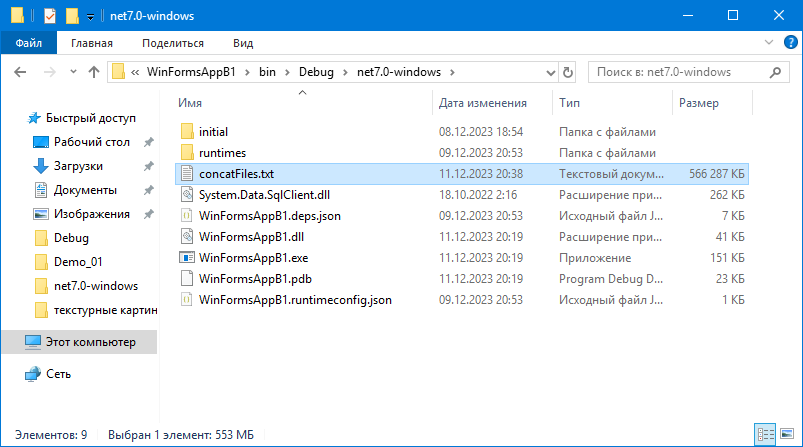 net7.0-windows
Файл Главная Поделиться Вид
« WinFormsAppB1 › bin › Debug › net7.0-windows ›
Поиск в: net7.0-windows
Имя Дата изменения Тип Размер
Быстрый доступ
Рабочий стол
Загрузки
Документы
Изображения
Debug
Demo_01
net7.0-windows
текстурные картин
Этот компьютер
Сеть
initial 08.12.2023 18:54 Папка с файлами
runtimes 09.12.2023 20:53 Папка с файлами
concatFiles.txt 11.12.2023 20:38 Текстовый докум... 566 287 КБ
System.Data.SqlClient.dll 18.10.2022 2:16 Расширение при... 262 КБ
WinFormsAppB1.deps.json 09.12.2023 20:53 Исходный файл J... 7 КБ
WinFormsAppB1.dll 11.12.2023 20:19 Расширение при... 41 КБ
WinFormsAppB1.exe 11.12.2023 20:19 Приложение 151 КБ
WinFormsAppB1.pdb 11.12.2023 20:19 Program Debug D... 23 КБ
WinFormsAppB1.runtimeconfig.json 09.12.2023 20:53 Исходный файл J... 1 КБ
Элементов: 9 Выбран 1 элемент: 553 МБ